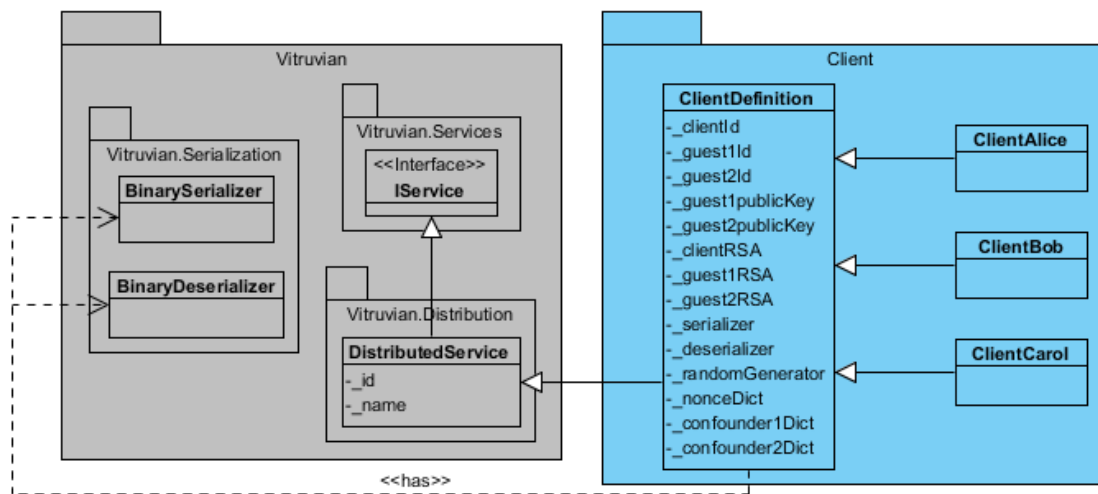 Vitruvian
Vitruvian.Serialization
BinarySerializer
BinaryDeserializer
Vitruvian.Services
<<Interface>>
IService
Vitruvian.Distribution
DistributedService
-_id
-_name
Client
ClientDefinition
-_clientId
-_guest1Id
-_guest2Id
-_guest1publicKey
-_guest2publicKey
-_clientRSA
-_guest1RSA
-_guest2RSA
-_serializer
-_deserializer
-_randomGenerator
-_nonceDict
-_confounder1Dict
-_confounder2Dict
ClientAlice
ClientBob
ClientCarol
<<has>>